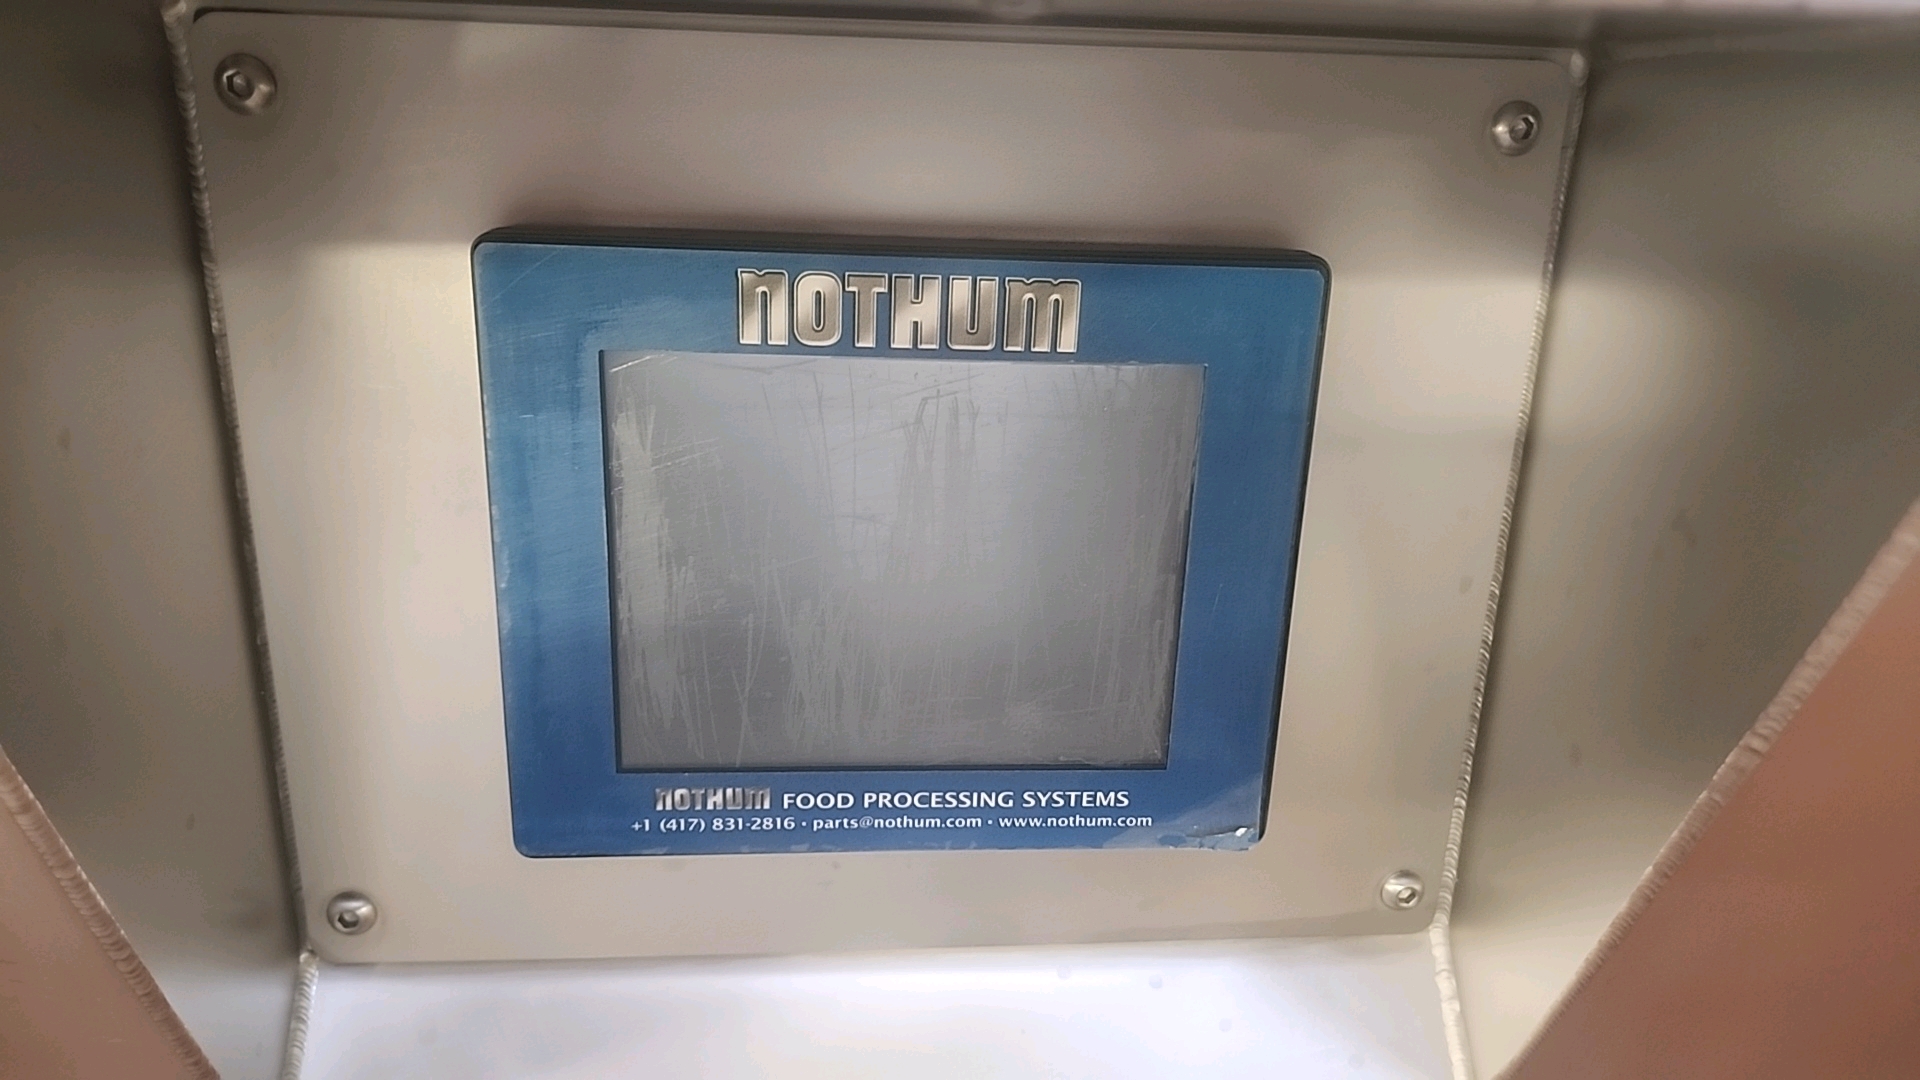 NOTHUM
NOTHUM FOOD PROCESSING SYSTEMS
+1 (417) 831-2816 · parts@nothum.com · www.nothum.com